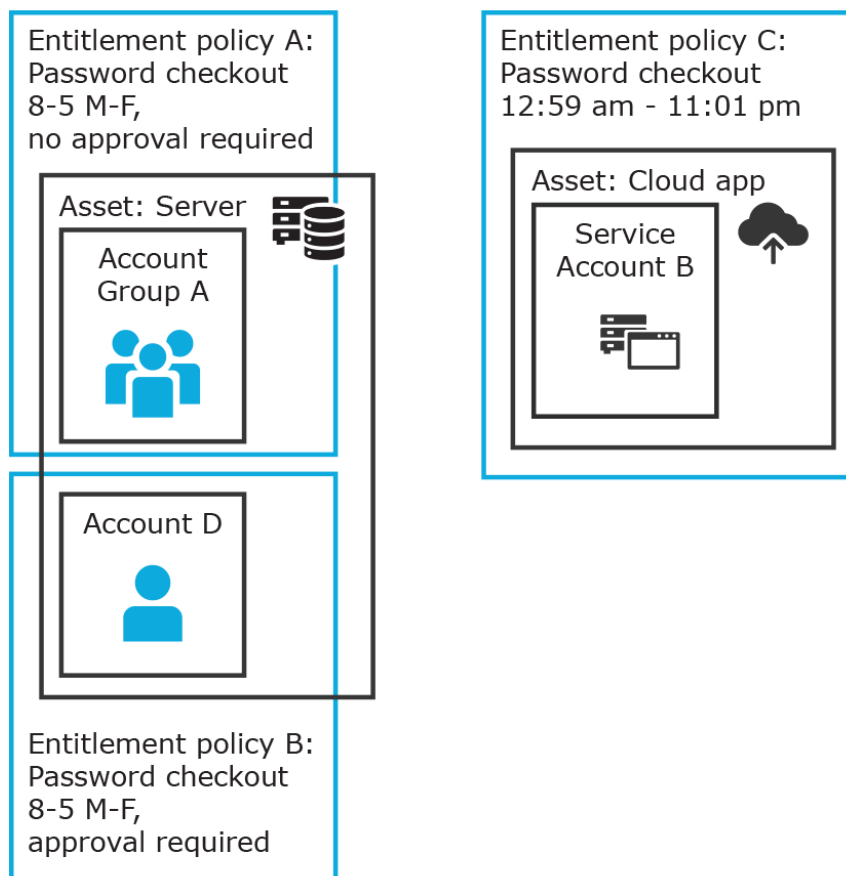 Entitlement policy A:
Password checkout
8-5 M-F,
no approval required
Asset: Server
Account
Group A
Account D
Entitlement policy B:
Password checkout
8-5 M-F,
approval required
Entitlement policy C:
Password checkout
12:59 am - 11:01 pm
Asset: Cloud app
Service
Account B